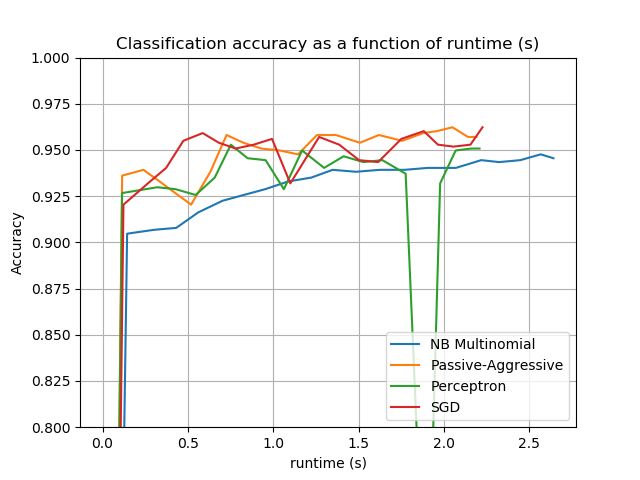 Classification accuracy as a function of runtime (s)
1.000
0.975
0.950
0.925
0.900
0.875
0.850
0.825
0.800
Accuracy
NB Multinomial
Passive-Aggressive
Perceptron
SGD
0.0 0.5 1.0 1.5 2.0 2.5
runtime (s)